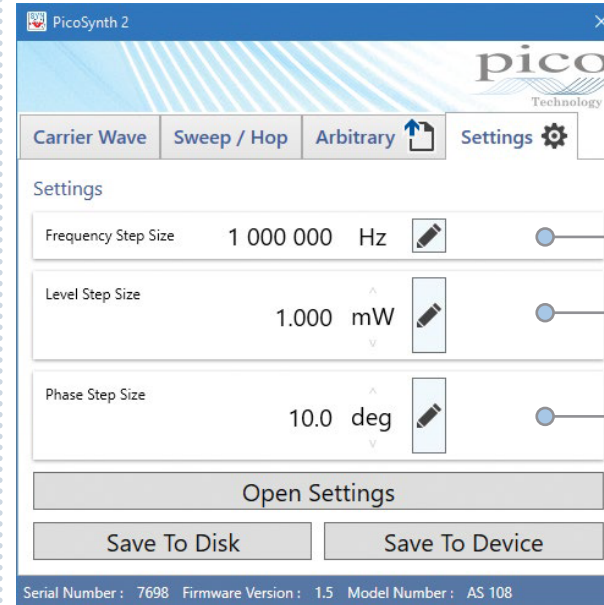 PicoSynth 2
pico
Technology
Carrier Wave Sweep / Hop Arbitrary Settings
Settings
Frequency Step Size 1 000 000 Hz
Level Step Size
1.000 mW
Phase Step Size
10.0 deg
Open Settings
Save To Disk Save To Device
Serial Number : 7698 Firmware Version : 1.5 Model Number : AS 108